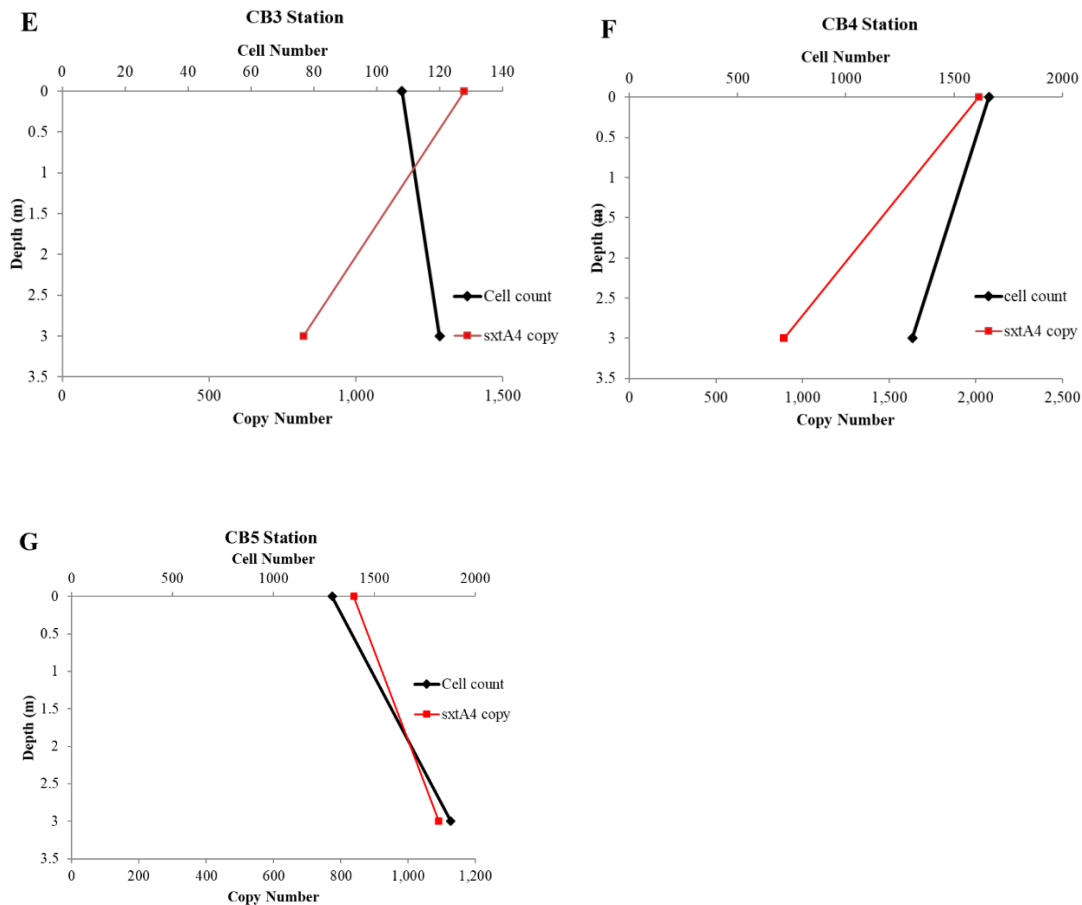 E
CB3 Station
Cell Number
0 20 40 60 80 100 120 140
0
0.5
1
1.5
2
2.5
3
3.5
Depth (m)
Cell count
sxtA4 copy
0 500 1,000 1,500
Copy Number
F
CB4 Station
Cell Number
0 500 1000 1500 2000
0
0.5
1
1.5
2
2.5
3
3.5
Depth (m)
cell count
sxtA4 copy
0 500 1,000 1,500 2,000 2,500
Copy Number
G
CB5 Station
Cell Number
0 500 1000 1500 2000
0
0.5
1
1.5
2
2.5
3
3.5
Depth (m)
Cell count
sxtA4 copy
0 200 400 600 800 1,000 1,200
Copy Number